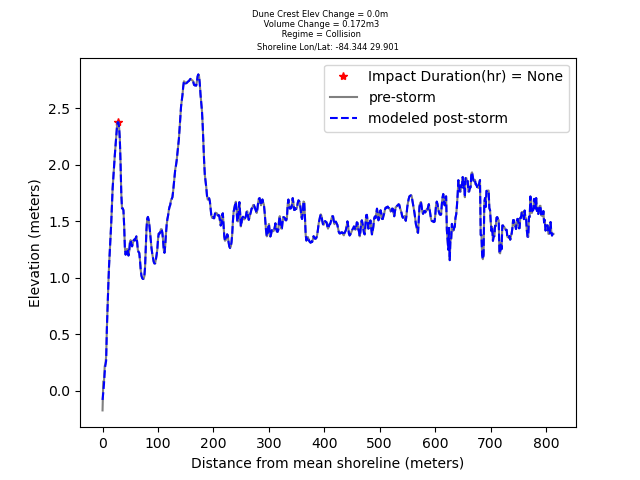 Dune Crest Elev Change = 0.0m
Volume Change = 0.172m3
Regime = Collision
Shoreline Lon/Lat: -84.344 29.901
Impact Duration(hr) = None
pre-storm
modeled post-storm
Elevation (meters)
2.5
2.0
1.5
1.0
0.5
0.0
0 100 200 300 400 500 600 700 800
Distance from mean shoreline (meters)